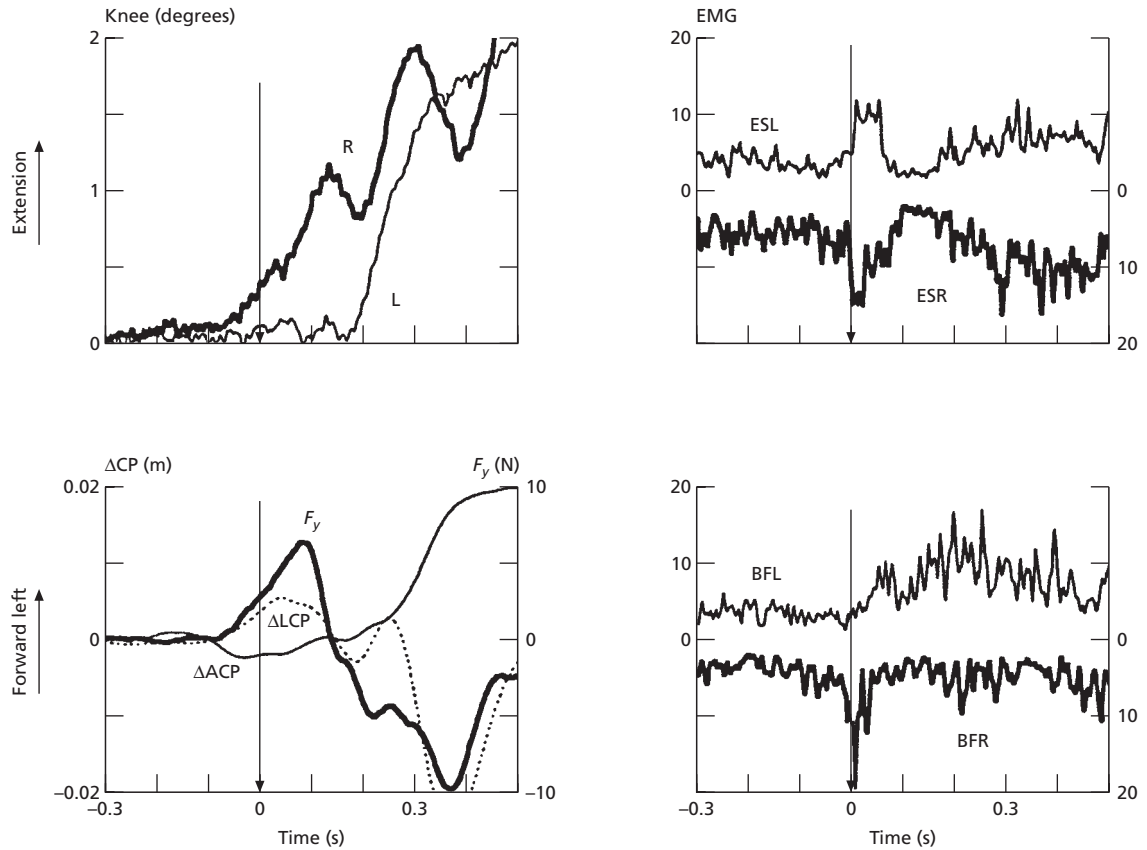 Knee (degrees)
2
1
0
Extension
R
L
EMG
20
10
0
0
10
20
ESL
ESR
ΔCP (m)
F_y (N)
0.02
0
−0.02
10
0
−10
Forward left
F_y
ΔLCP
ΔACP
−0.3
0
0.3
Time (s)
20
10
0
0
10
20
BFL
BFR
−0.3
0
0.3
Time (s)